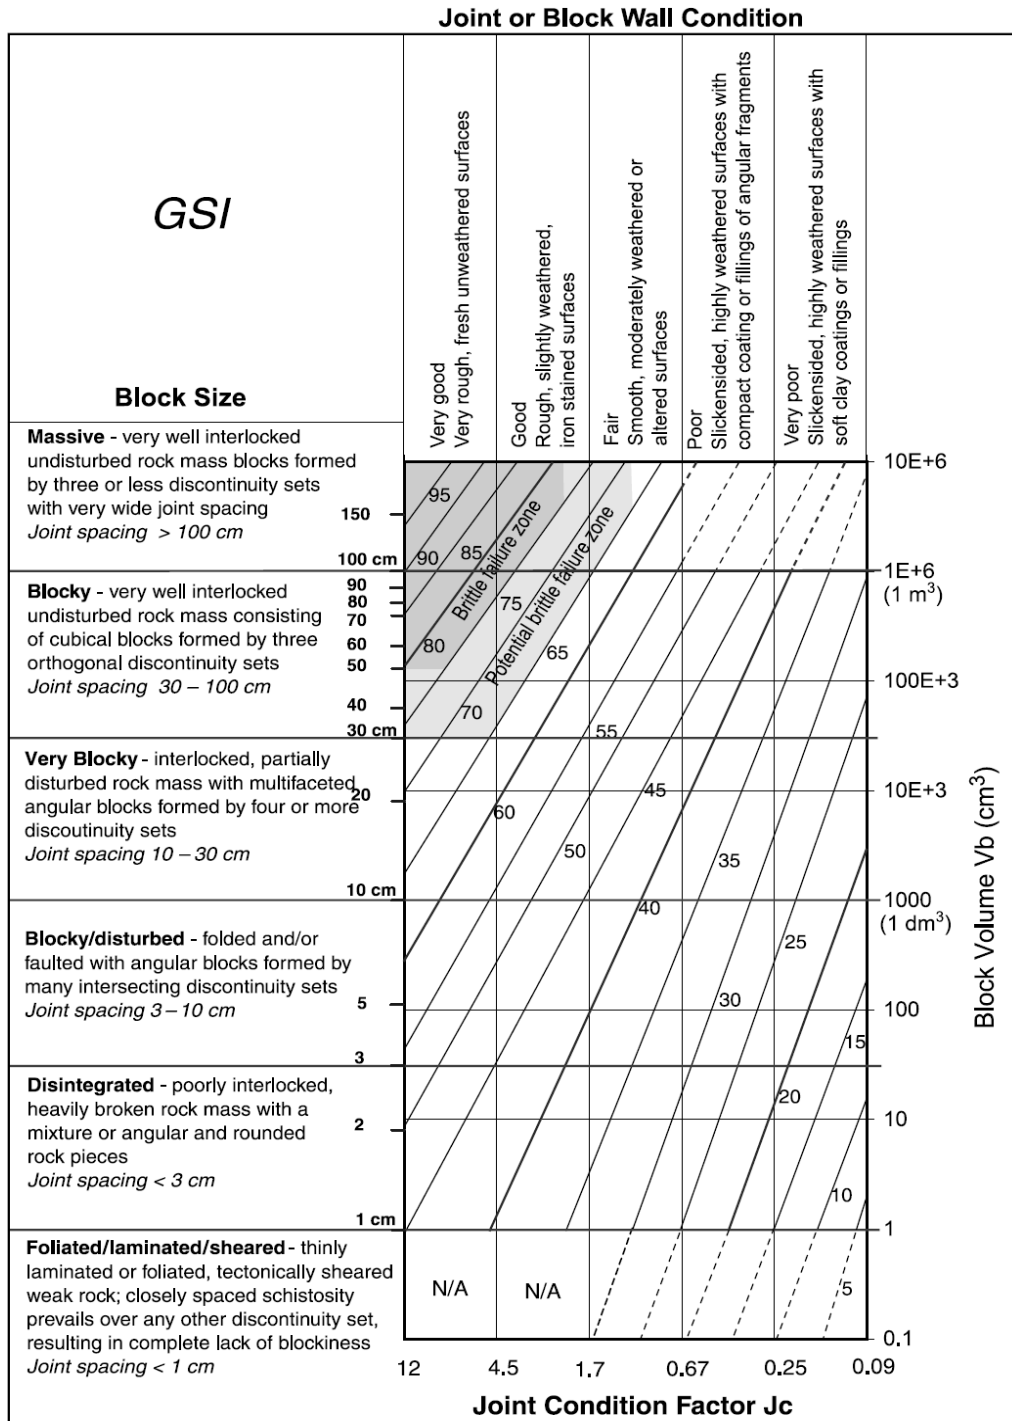 Joint or Block Wall Condition
GSI
Block Size
Very good
Very rough, fresh unweathered surfaces
Good
Rough, slightly weathered,
iron stained surfaces
Fair
Smooth, moderately weathered or
altered surfaces
Poor
Slickensided, highly weathered surfaces with
compact coating or fillings of angular fragments
Very poor
Slickensided, highly weathered surfaces with
soft clay coatings or fillings
Massive - very well interlocked
undisturbed rock mass blocks formed
by three or less discontinuity sets
with very wide joint spacing
Joint spacing > 100 cm
Blocky - very well interlocked
undisturbed rock mass consisting
of cubical blocks formed by three
orthogonal discontinuity sets
Joint spacing 30 – 100 cm
Very Blocky - interlocked, partially
disturbed rock mass with multifaceted
angular blocks formed by four or more
discoutinuity sets
Joint spacing 10 – 30 cm
Blocky/disturbed - folded and/or
faulted with angular blocks formed by
many intersecting discontinuity sets
Joint spacing 3 – 10 cm
Disintegrated - poorly interlocked,
heavily broken rock mass with a
mixture or angular and rounded
rock pieces
Joint spacing < 3 cm
Foliated/laminated/sheared - thinly
laminated or foliated, tectonically sheared
weak rock; closely spaced schistosity
prevails over any other discontinuity set,
resulting in complete lack of blockiness
Joint spacing < 1 cm
150
100 cm
90
80
70
60
50
40
30 cm
20
10 cm
5
3
2
1 cm
95
90
85
80
75
70
65
60
55
50
45
40
35
30
25
20
15
10
5
Brittle failure zone
Potential brittle failure zone
N/A
N/A
10E+6
1E+6
(1 m³)
100E+3
10E+3
1000
(1 dm³)
100
10
1
0.1
Block Volume Vb (cm³)
12
4.5
1.7
0.67
0.25
0.09
Joint Condition Factor Jc